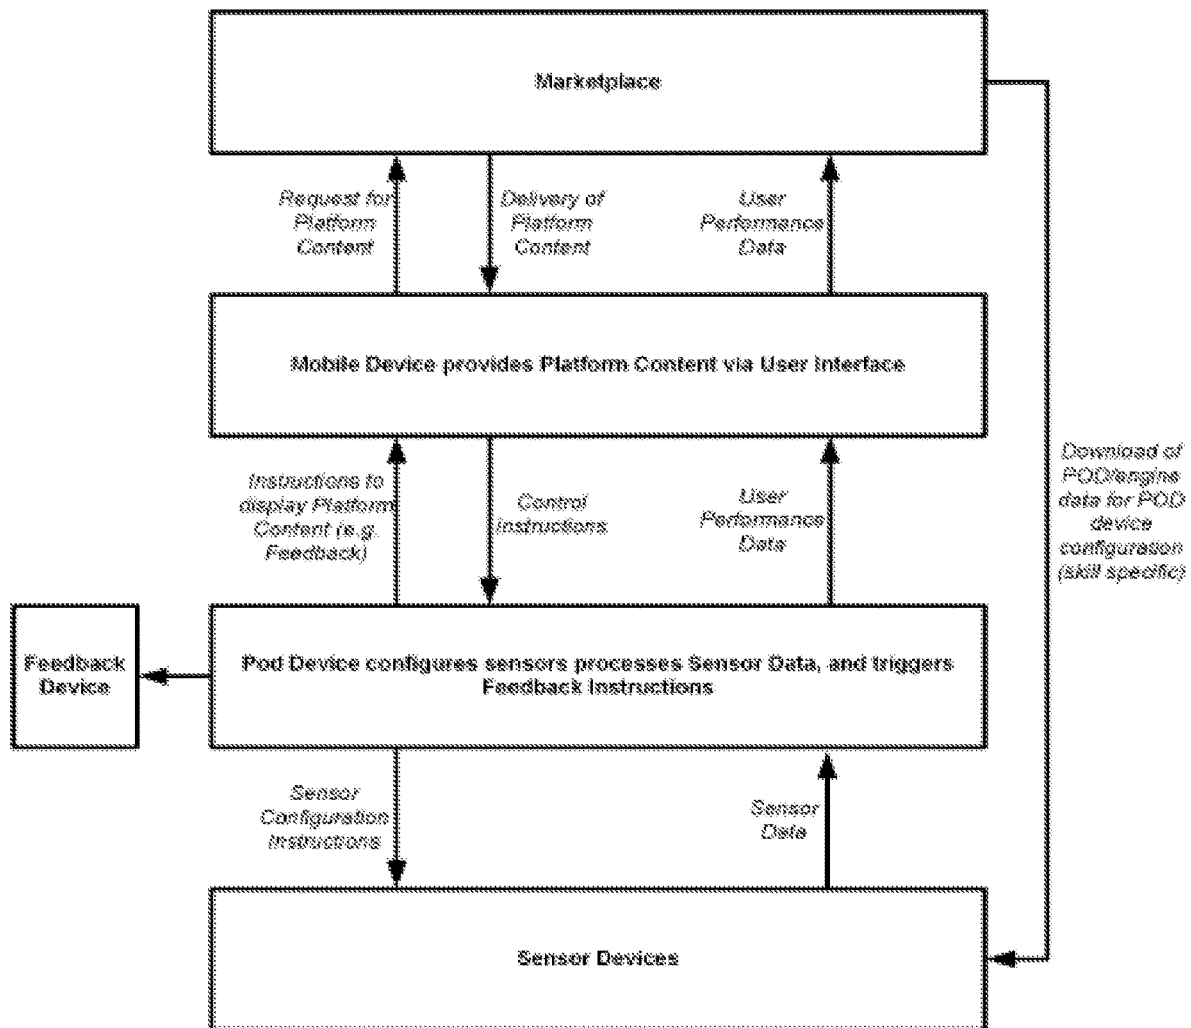 Marketplace
Request for
Platform
Content
Delivery of
Platform
Content
User
Performance
Data
Mobile Device provides Platform Content via User Interface
Instructions to
display Platform
Content (e.g.
Feedback)
Control
Instructions
User
Performance
Data
Download of
POD/engine
data for POD
device
configuration
(skill specific)
Feedback
Device
Pod Device configures sensors processes Sensor Data, and triggers
Feedback Instructions
Sensor
Configuration
Instructions
Sensor
Data
Sensor Devices